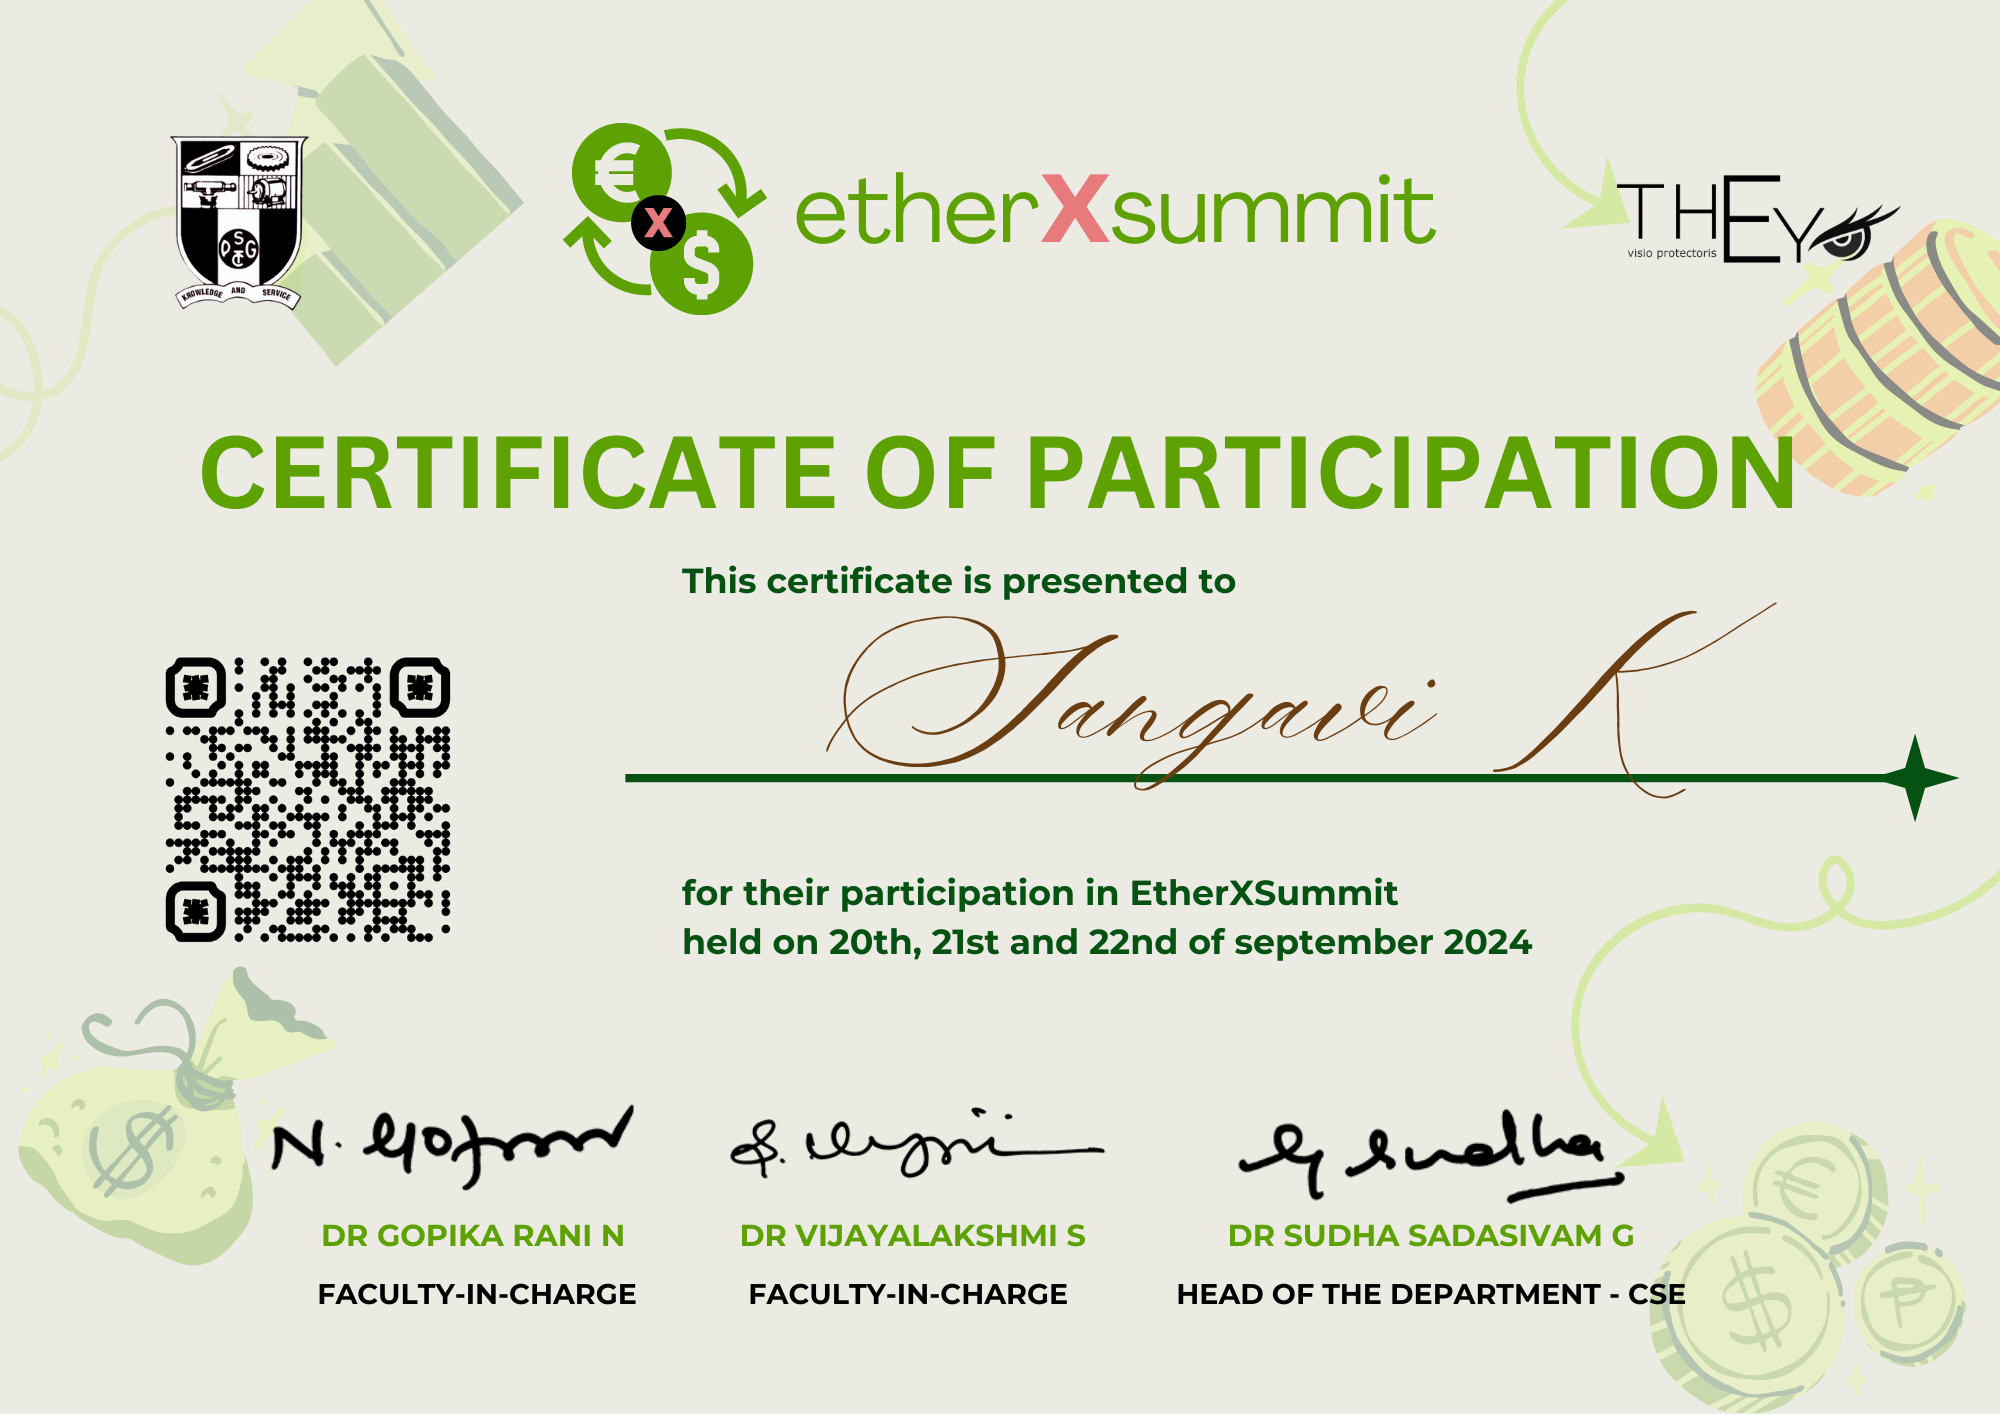 KNOWLEDGE AND SERVICE
€ X $
etherXsummit
THEY
visio protectoris
CERTIFICATE OF PARTICIPATION
This certificate is presented to
Sangavi K
for their participation in EtherXSummit
held on 20th, 21st and 22nd of september 2024
G Sudha
DR GOPIKA RANI N
DR VIJAYALAKSHMI S
DR SUDHA SADASIVAM G
FACULTY-IN-CHARGE
FACULTY-IN-CHARGE
HEAD OF THE DEPARTMENT - CSE